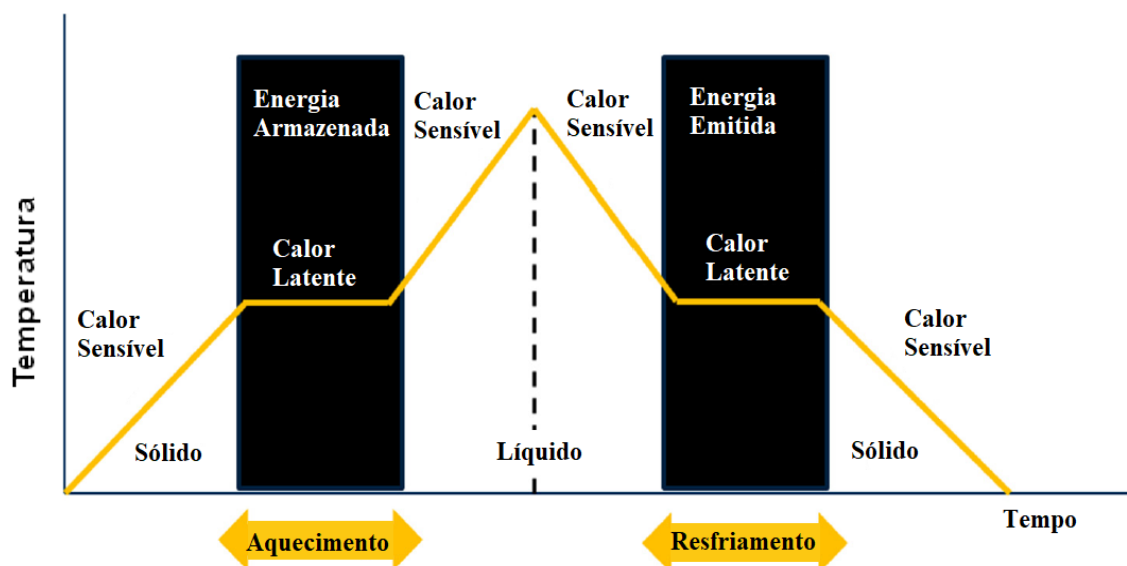 Temperatura
Energia
Armazenada
Calor
Sensível
Calor
Sensível
Energia
Emitida
Calor
Latente
Calor
Latente
Calor
Sensível
Calor
Sensível
Sólido
Líquido
Sólido
Tempo
Aquecimento
Resfriamento